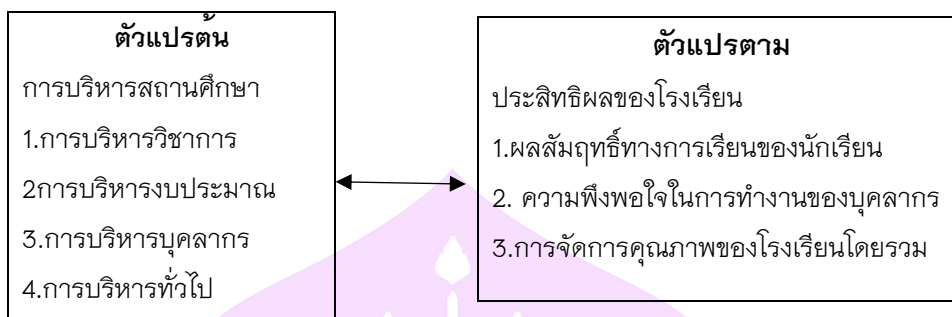 ตัวแปรต้น
การบริหารสถานศึกษา
1.การบริหารวิชาการ
2การบริหารงบประมาณ
3.การบริหารบุคลากร
4.การบริหารทั่วไป
ตัวแปรตาม
ประสิทธิผลของโรงเรียน
1.ผลสัมฤทธิ์ทางการเรียนของนักเรียน
2. ความพึงพอใจในการทำงานของบุคลากร
3.การจัดการคุณภาพของโรงเรียนโดยรวม